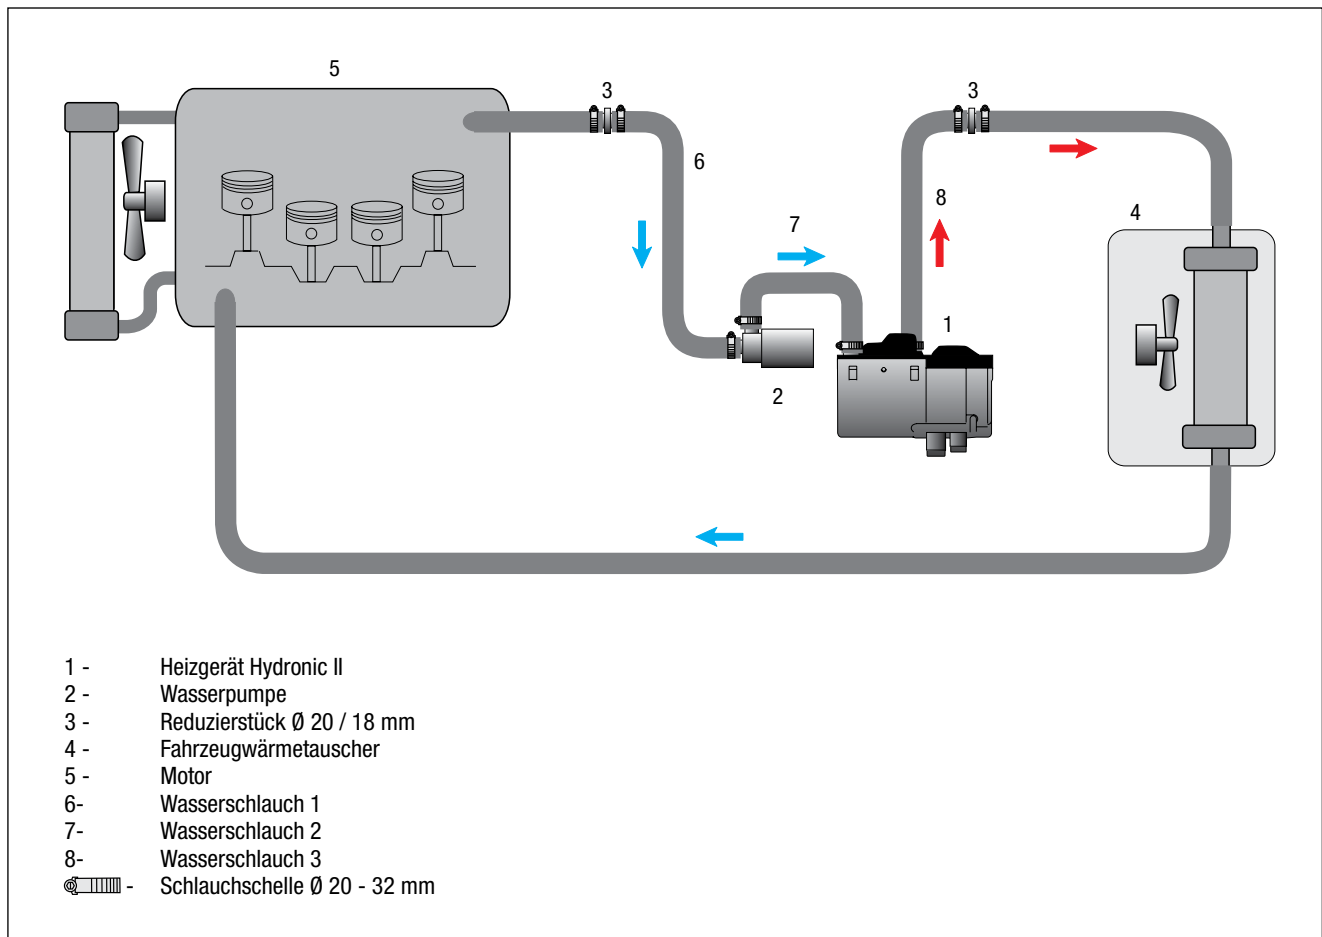 5
3
3
6
7
8
4
1
2
1 - Heizgerät Hydronic II
2 - Wasserpumpe
3 - Reduzierstück Ø 20 / 18 mm
4 - Fahrzeugwärmetauscher
5 - Motor
6- Wasserschlauch 1
7- Wasserschlauch 2
8- Wasserschlauch 3
- Schlauchschelle Ø 20 - 32 mm